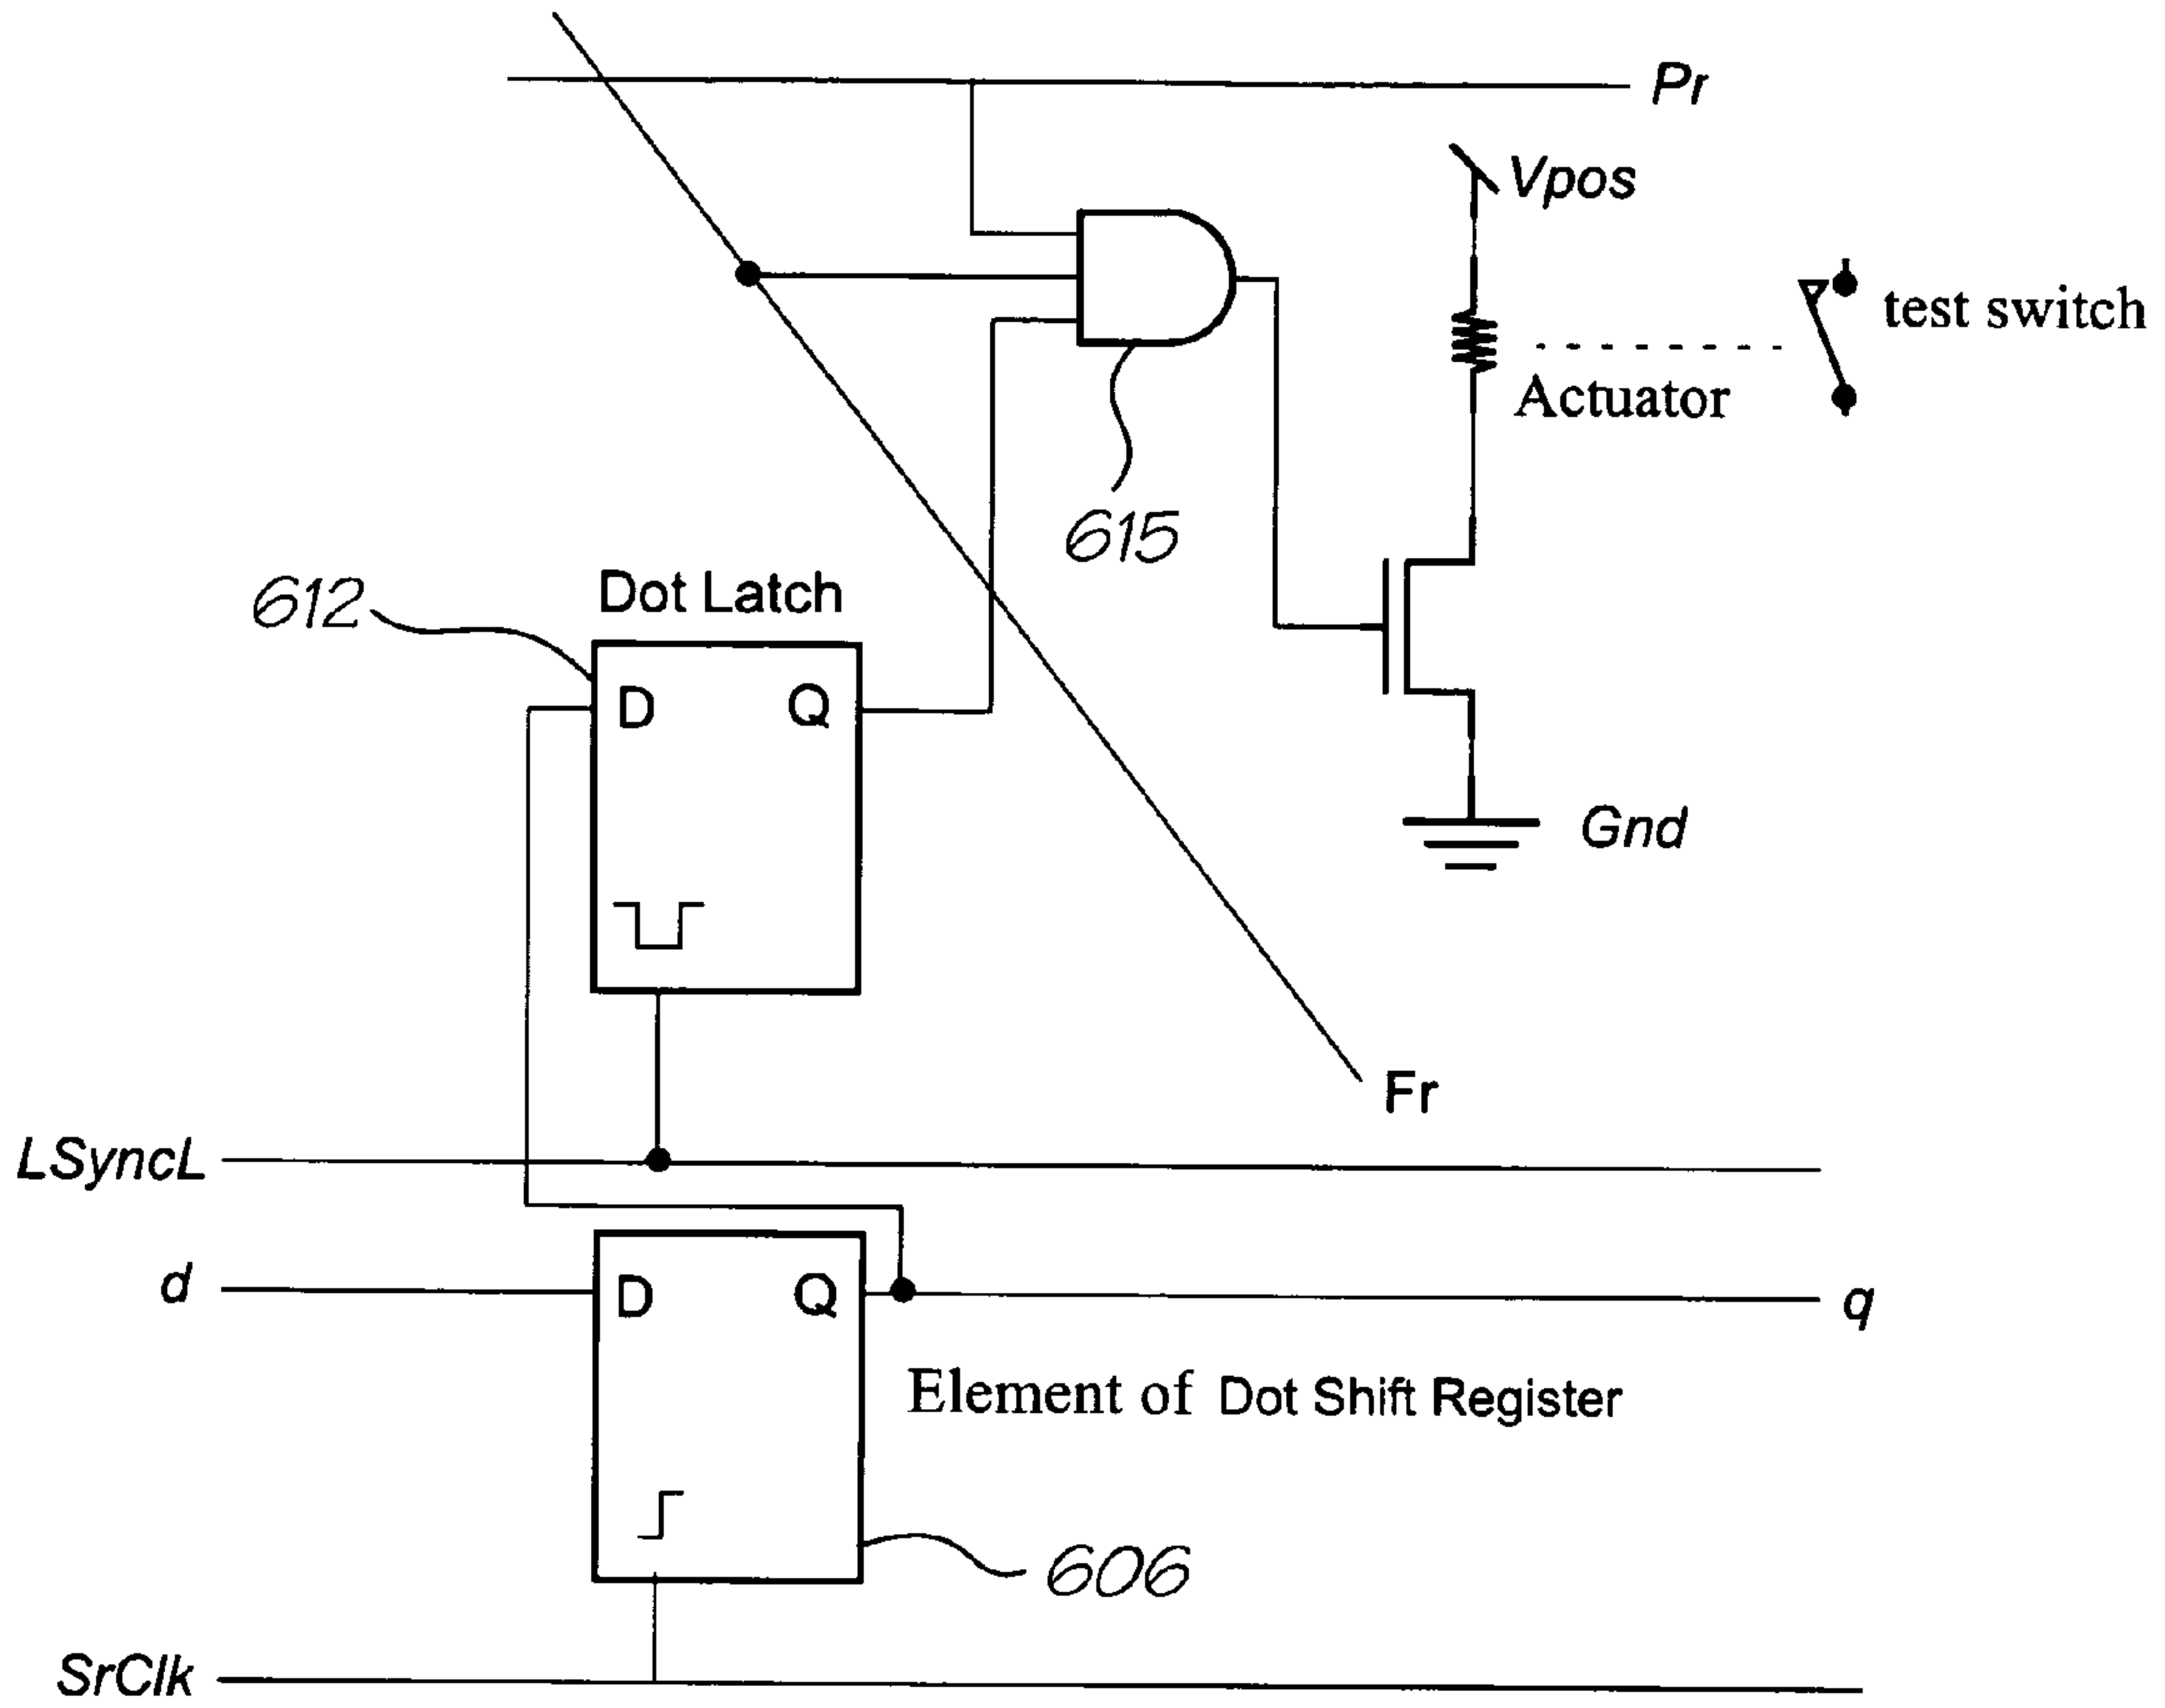 Pr
Vpos
test switch
Actuator
615
612
Dot Latch
D Q
Gnd
Fr
LSyncL
d
D Q
q
Element of Dot Shift Register
606
SrClk